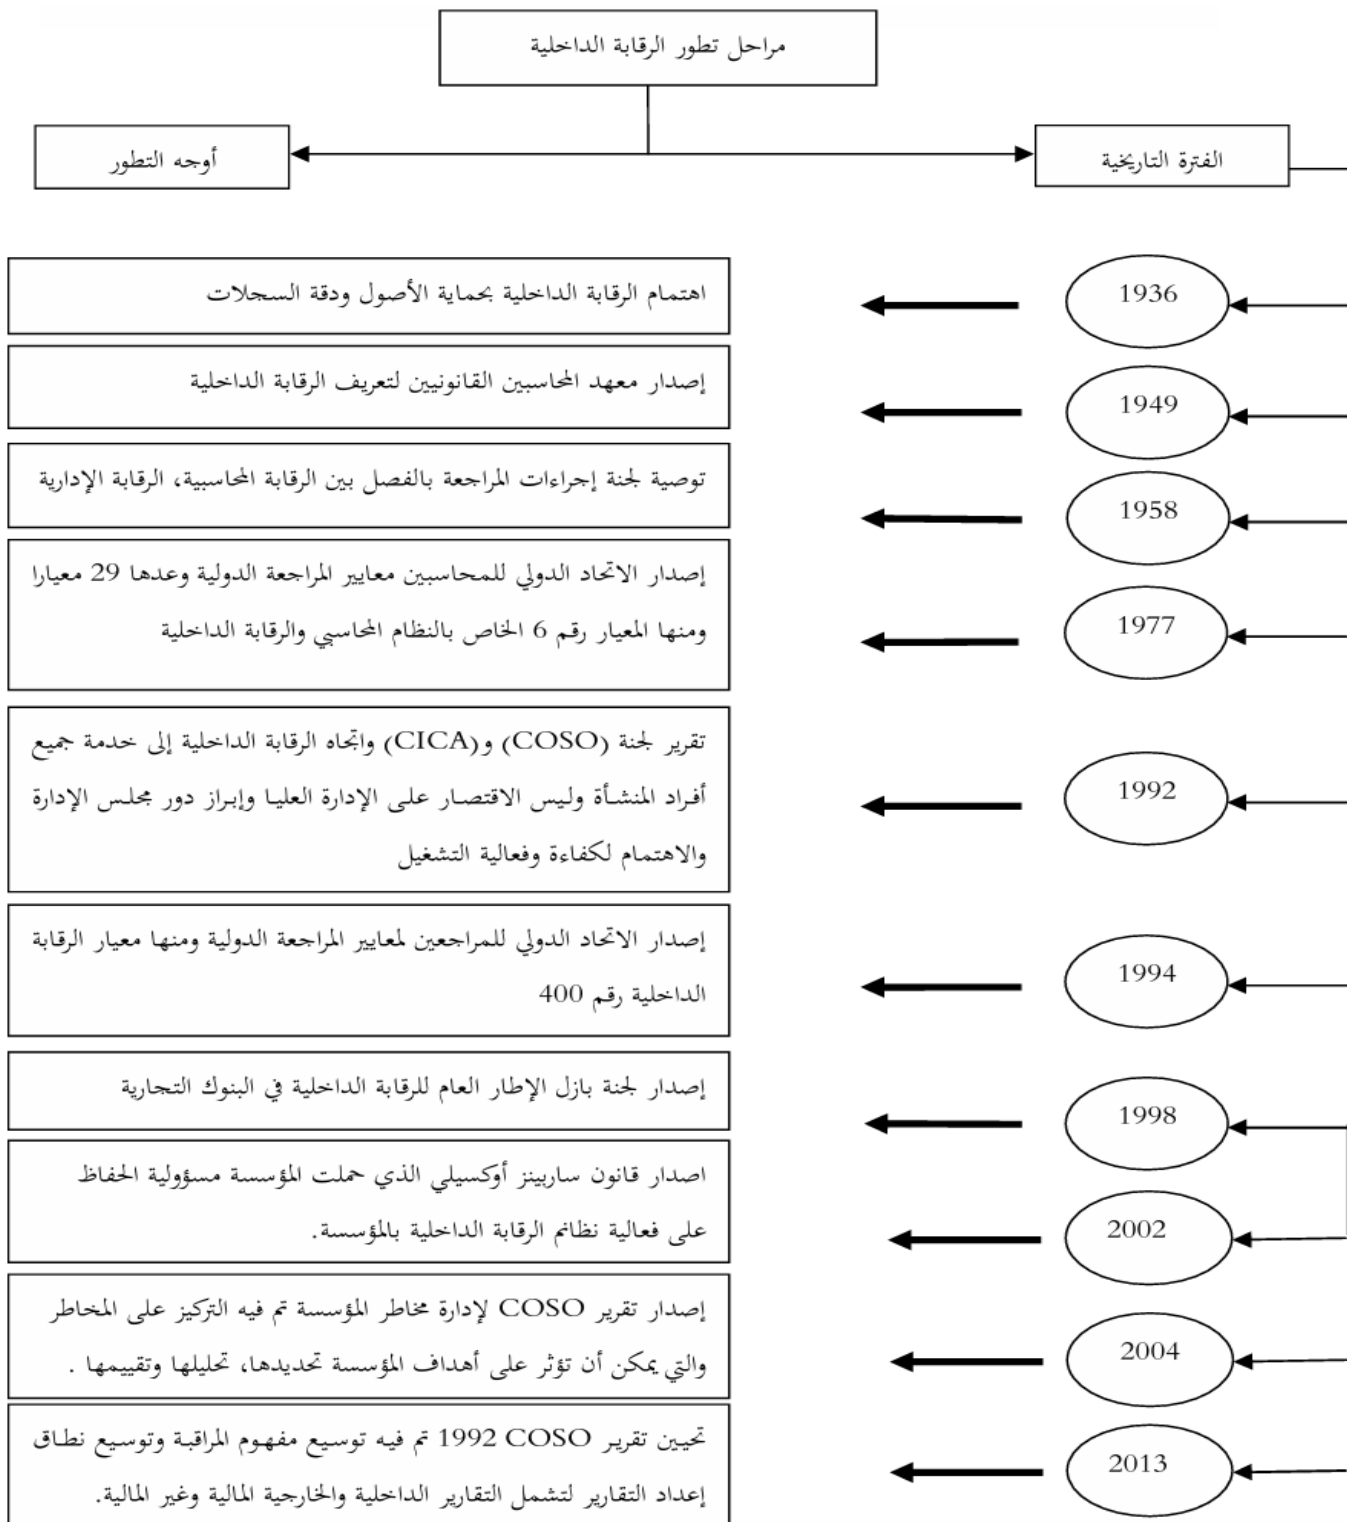 مراحل تطور الرقابة الداخلية
الفترة التاريخية
أوجه التطور
1936
اهتمام الرقابة الداخلية بحماية الأصول ودقة السجلات
1949
إصدار معهد المحاسبين القانونيين لتعريف الرقابة الداخلية
1958
توصية لجنة إجراءات المراجعة بالفصل بين الرقابة المحاسبية، الرقابة الإدارية
1977
إصدار الاتحاد الدولي للمحاسبين معايير المراجعة الدولية وعدها 29 معيارا
ومنها المعيار رقم 6 الخاص بالنظام المحاسبي والرقابة الداخلية
1992
تقرير لجنة (COSO) و(CICA) واتجاه الرقابة الداخلية إلى خدمة جميع
أفراد المنشأة وليس الاقتصار على الإدارة العليا وإبراز دور مجلس الإدارة
والاهتمام لكفاءة وفعالية التشغيل
1994
إصدار الاتحاد الدولي للمراجعين لمعايير المراجعة الدولية ومنها معيار الرقابة
الداخلية رقم 400
1998
إصدار لجنة بازل الإطار العام للرقابة الداخلية في البنوك التجارية
2002
اصدار قانون ساربينز أوكسيلي الذي حملت المؤسسة مسؤولية الحفاظ
على فعالية نظانم الرقابة الداخلية بالمؤسسة.
2004
إصدار تقرير COSO لإدارة مخاطر المؤسسة تم فيه التركيز على المخاطر
والتي يمكن أن تؤثر على أهداف المؤسسة تحديدها، تحليلها وتقييمها .
2013
تحيين تقرير COSO 1992 تم فيه توسيع مفهوم المراقبة وتوسيع نطاق
إعداد التقارير لتشمل التقارير الداخلية والخارجية المالية وغير المالية.